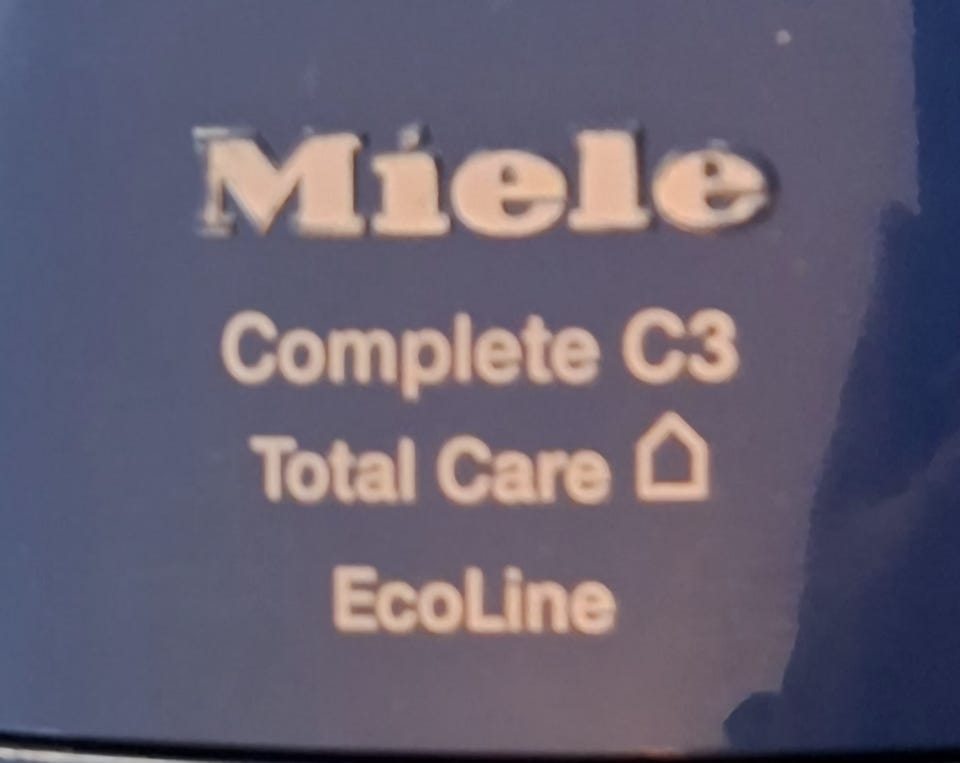 Miele
Complete C3
Total Care
EcoLine